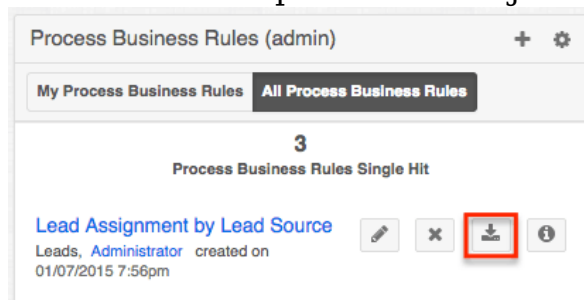 Process Business Rules (admin)
My Process Business Rules All Process Business Rules
3
Process Business Rules Single Hit
Lead Assignment by Lead Source
Leads, Administrator created on
01/07/2015 7:56pm